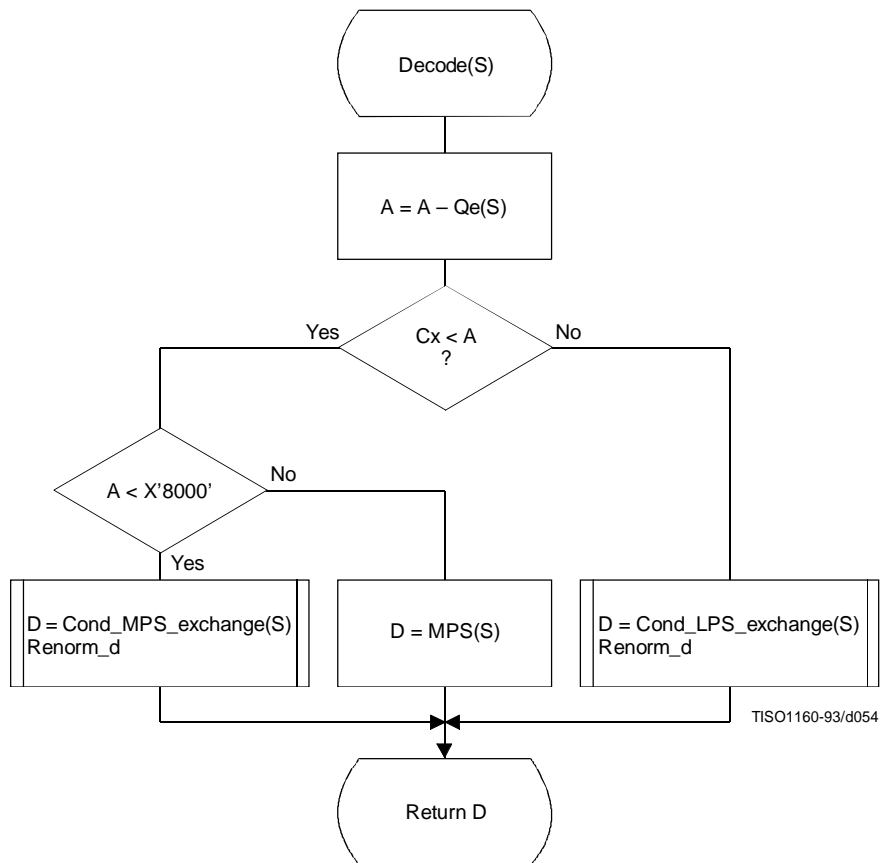 Decode(S)
A = A – Qe(S)
Yes
Cx < A
?
No
A < X’8000’
No
Yes
D = Cond_MPS_exchange(S)
Renorm_d
D = MPS(S)
D = Cond_LPS_exchange(S)
Renorm_d
TISO1160-93/d054
Return D